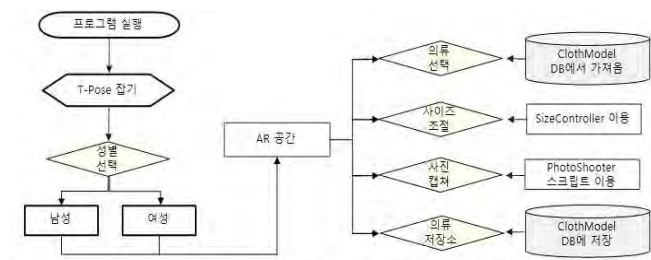 프로그램 실행
T-Pose 잡기
성별
선택
남성
여성
AR 공간
의류
선택
ClothModel
DB에서 가져옴
사이즈
조절
SizeController 이용
사진
캡쳐
PhotoShooter
스크립트 이용
의류
저장소
ClothModel
DB에 저장